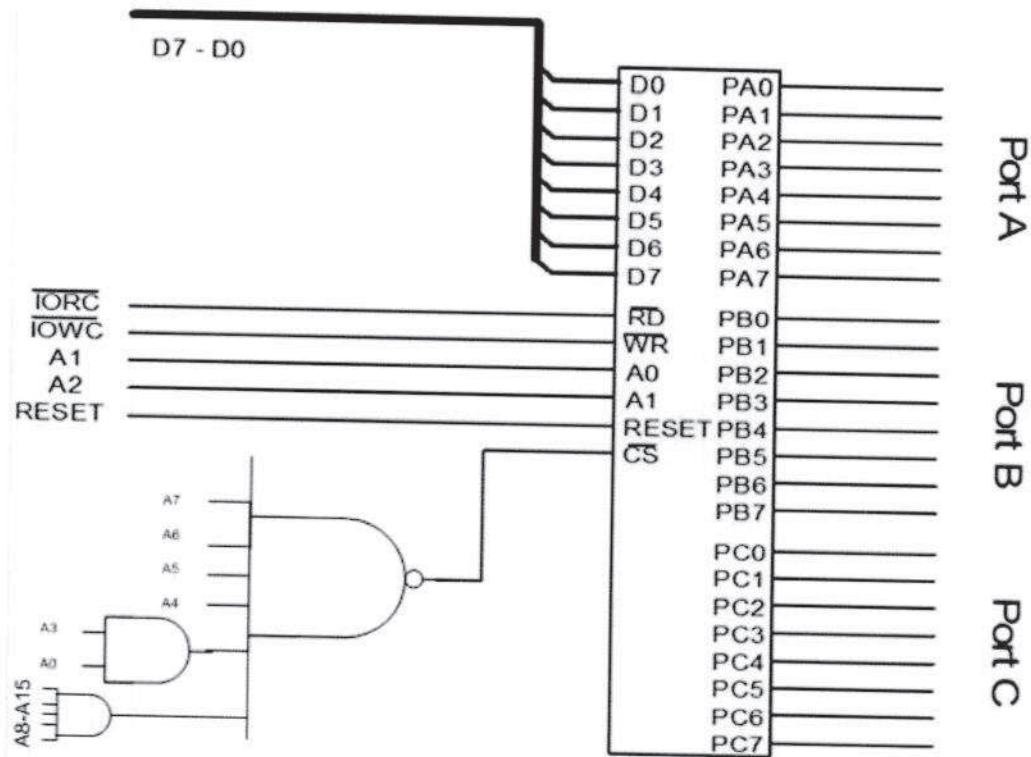 D7 - D0
D0 PA0
D1 PA1
D2 PA2
D3 PA3
D4 PA4
D5 PA5
D6 PA6
D7 PA7
Port A
IORC RD PB0
IOWC WR PB1
A1 A0 PB2
A2 A1 PB3
RESET RESET PB4
CS PB5
PB6
PB7
Port B
A7
A6
A5
A4
A3
A0
A8-A15
PC0
PC1
PC2
PC3
PC4
PC5
PC6
PC7
Port C